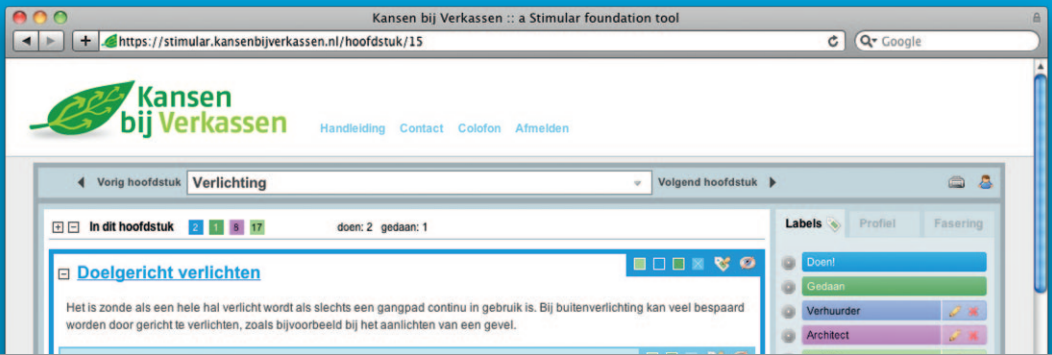 Kansen bij Verkassen :: a Stimular foundation tool
https://stimular.kansenbijverkassen.nl/hoofdstuk/15
Google
Kansen
bij Verkassen
Handleiding Contact Colofon Afmelden
Vorig hoofdstuk Verlichting Volgend hoofdstuk
In dit hoofdstuk 2 1 8 17 doen: 2 gedaan: 1
Labels Profiel Fasering
Doelgericht verlichten
Doen!
Gedaan
Het is zonde als een hele hal verlicht wordt als slechts een gangpad continu in gebruik is. Bij buitenverlichting kan veel bespaard
worden door gericht te verlichten, zoals bijvoorbeeld bij het aanlichten van een gevel.
Verhuurder
Architect